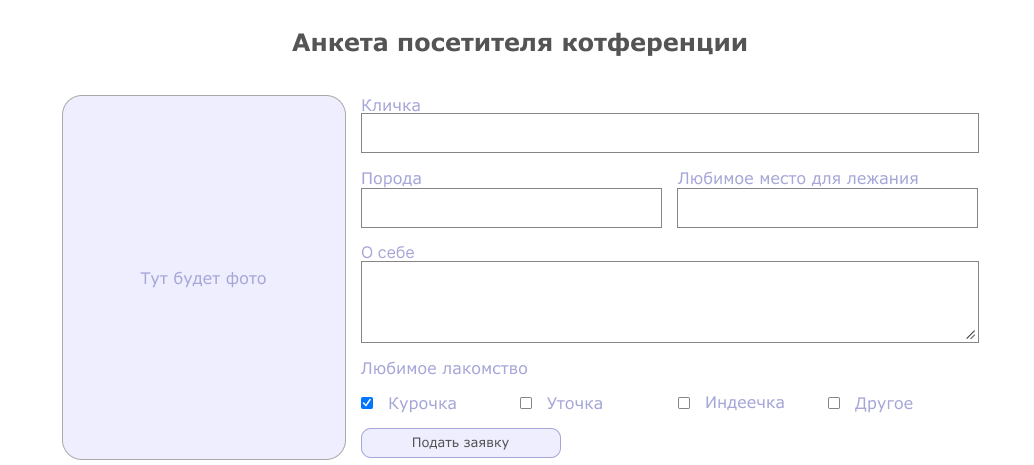 Анкета посетителя котференции
Тут будет фото
Кличка
Порода
Любимое место для лежания
О себе
Любимое лакомство
Курочка
Уточка
Индеечка
Другое
Подать заявку